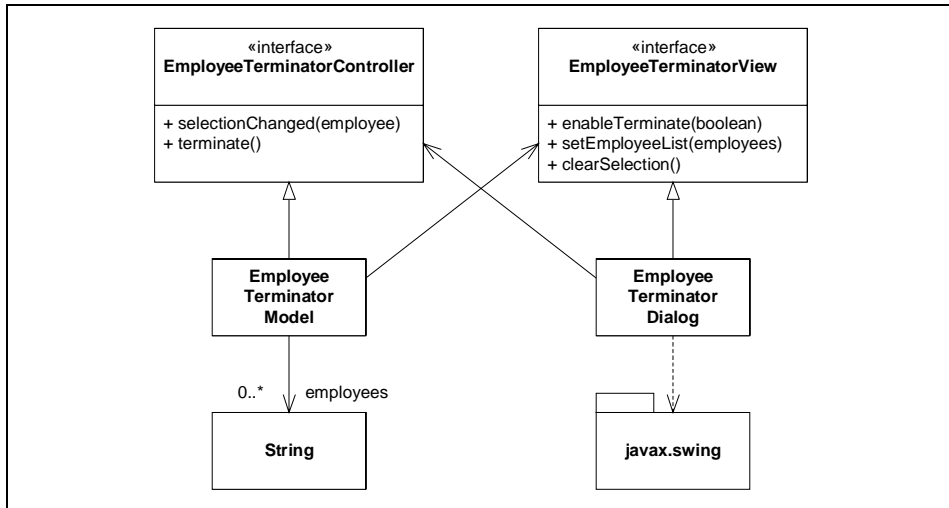 «interface»
EmployeeTerminatorController
+ selectionChanged(employee)
+ terminate()
«interface»
EmployeeTerminatorView
+ enableTerminate(boolean)
+ setEmployeeList(employees)
+ clearSelection()
Employee
Terminator
Model
Employee
Terminator
Dialog
0..* employees
String
javax.swing